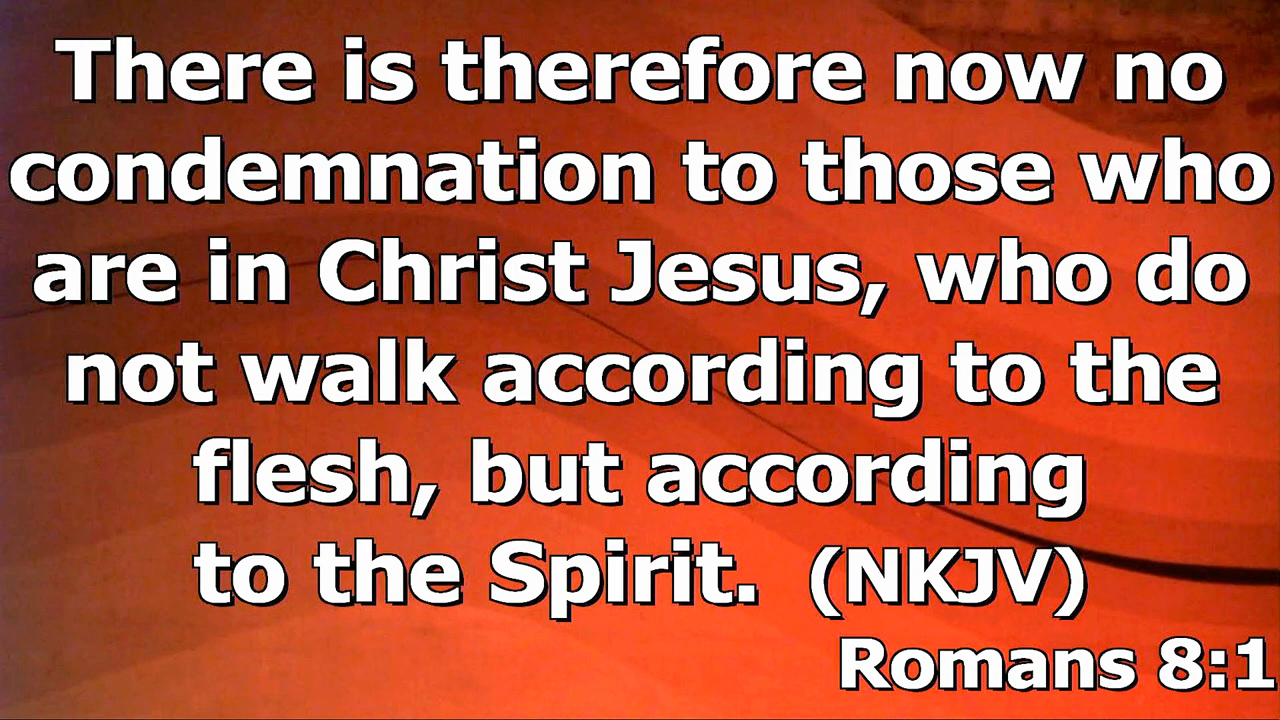 There is therefore now no
condemnation to those who
are in Christ Jesus, who do
not walk according to the
flesh, but according
to the Spirit. (NKJV)
Romans 8:1